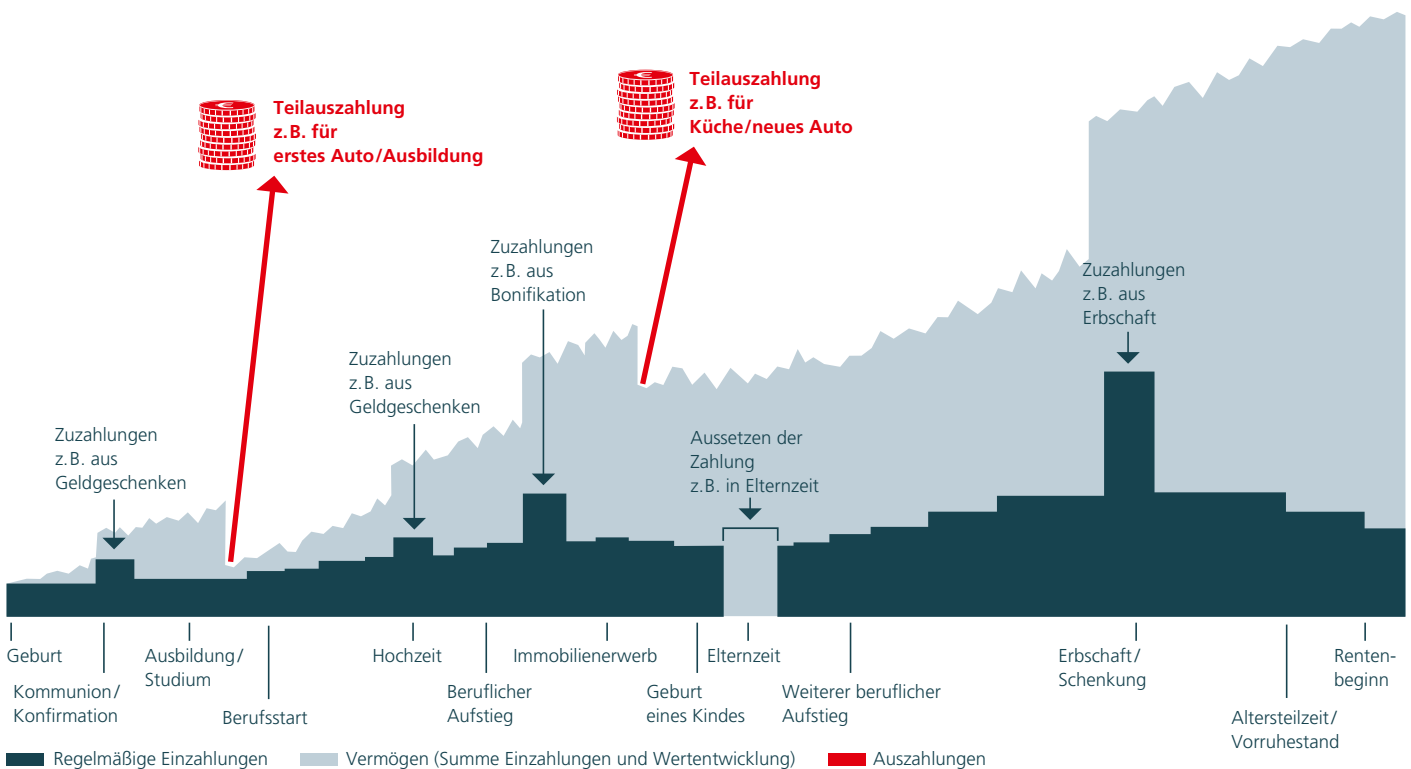 Teilauszahlung
z.B. für
erstes Auto/Ausbildung
Teilauszahlung
z.B. für
Küche/neues Auto
Zuzahlungen
z.B. aus
Geldgeschenken
Zuzahlungen
z.B. aus
Geldgeschenken
Zuzahlungen
z.B. aus
Bonifikation
Aussetzen der
Zahlung
z.B. in Elternzeit
Zuzahlungen
z.B. aus
Erbschaft
Geburt
Kommunion/
Konfirmation
Ausbildung/
Studium
Berufsstart
Hochzeit
Beruflicher
Aufstieg
Immobilienerwerb
Geburt
eines Kindes
Elternzeit
Weiterer beruflicher
Aufstieg
Erbschaft/
Schenkung
Altersteilzeit/
Vorruhestand
Renten-
beginn
Regelmäßige Einzahlungen
Vermögen (Summe Einzahlungen und Wertentwicklung)
Auszahlungen